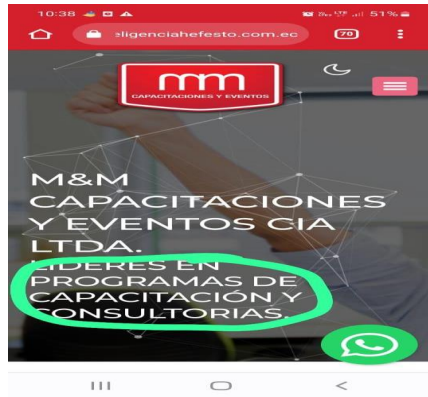 10:38 51%
eligenciahefesto.com.ec 70
mm
CAPACITACIONES Y EVENTOS
M&M
CAPACITACIONES
Y EVENTOS CIA
LTDA.
LIDERES EN
PROGRAMAS DE
CAPACITACIÓN Y
CONSULTORIAS.